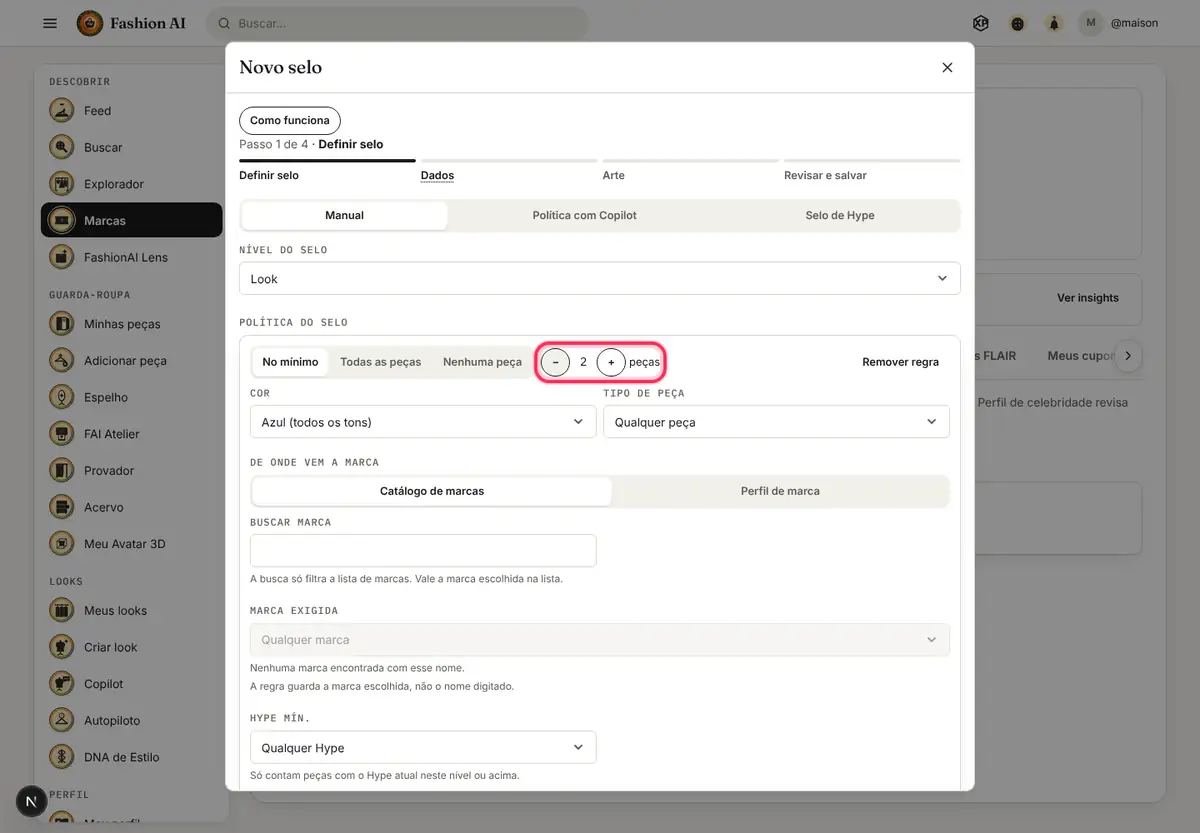 Fashion AI
Buscar...
XP
M
@maison
DESCOBRIR
Feed
Buscar
Explorador
Marcas
FashionAI Lens
GUARDA-ROUPA
Minhas peças
Adicionar peça
Espelho
FAI Atelier
Provador
Acervo
Meu Avatar 3D
LOOKS
Meus looks
Criar look
Copilot
Autopiloto
DNA de Estilo
PERFIL
N
Novo selo
Como funciona
Passo 1 de 4 · Definir selo
Definir selo
Dados
Arte
Revisar e salvar
Manual
Política com Copilot
Selo de Hype
NÍVEL DO SELO
Look
POLÍTICA DO SELO
No mínimo
Todas as peças
Nenhuma peça
− 2 + peças
Remover regra
COR
TIPO DE PEÇA
Azul (todos os tons)
Qualquer peça
DE ONDE VEM A MARCA
Catálogo de marcas
Perfil de marca
BUSCAR MARCA
A busca só filtra a lista de marcas. Vale a marca escolhida na lista.
MARCA EXIGIDA
Qualquer marca
Nenhuma marca encontrada com esse nome.
A regra guarda a marca escolhida, não o nome digitado.
HYPE MÍN.
Qualquer Hype
Só contam peças com o Hype atual neste nível ou acima.
Ver insights
s FLAIR
Meus cupo
Perfil de celebridade revisa